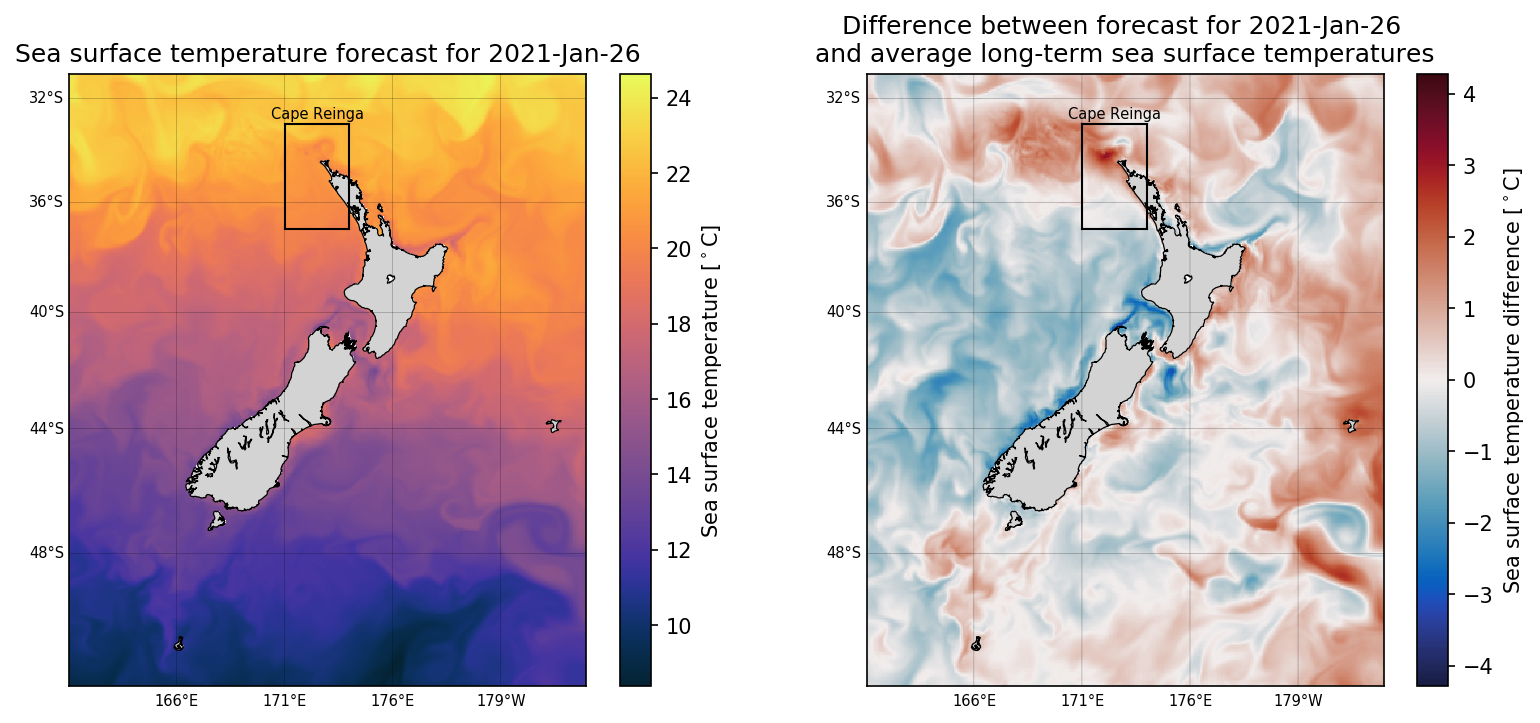 Sea surface temperature forecast for 2021-Jan-26
Cape Reinga
32°S
36°S
40°S
44°S
48°S
166°E
171°E
176°E
179°W
24
22
20
18
16
14
12
10
Sea surface temperature [°C]
Difference between forecast for 2021-Jan-26
and average long-term sea surface temperatures
Cape Reinga
32°S
36°S
40°S
44°S
48°S
166°E
171°E
176°E
179°W
4
3
2
1
0
−1
−2
−3
−4
Sea surface temperature difference [°C]